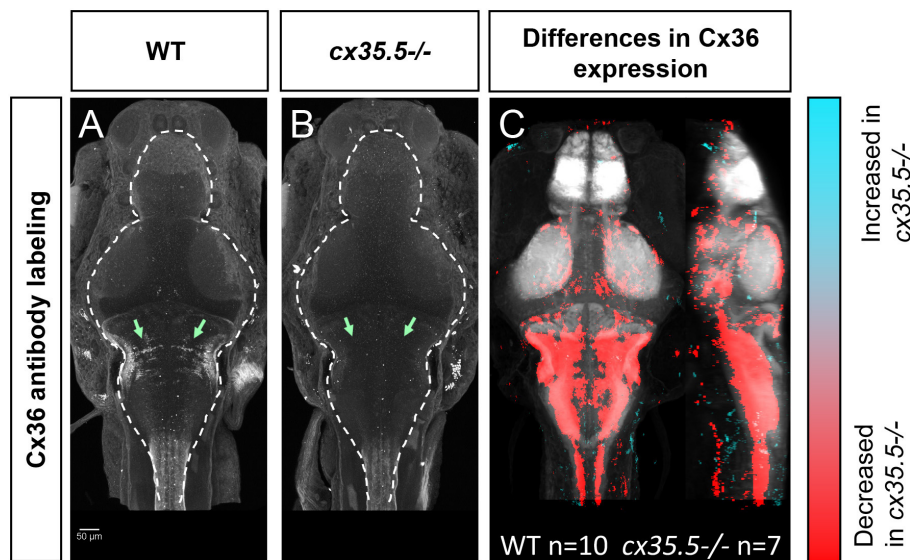 WT
cx35.5-/-
Differences in Cx36
expression
Cx36 antibody labeling
A
B
C
50 µm
WT n=10 cx35.5-/- n=7
Increased in
cx35.5-/-
Decreased
in cx35.5-/-